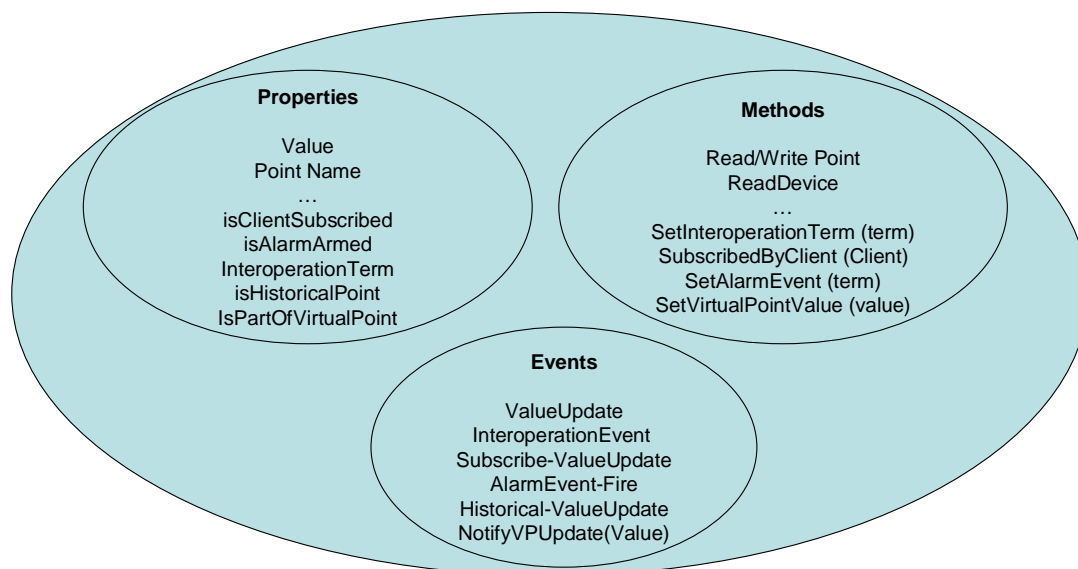 Properties
Value
Point Name
…
isClientSubscribed
isAlarmArmed
InteroperationTerm
isHistoricalPoint
IsPartOfVirtualPoint
Methods
Read/Write Point
ReadDevice
…
SetInteroperationTerm (term)
SubscribedByClient (Client)
SetAlarmEvent (term)
SetVirtualPointValue (value)
Events
ValueUpdate
InteroperationEvent
Subscribe-ValueUpdate
AlarmEvent-Fire
Historical-ValueUpdate
NotifyVPUpdate(Value)